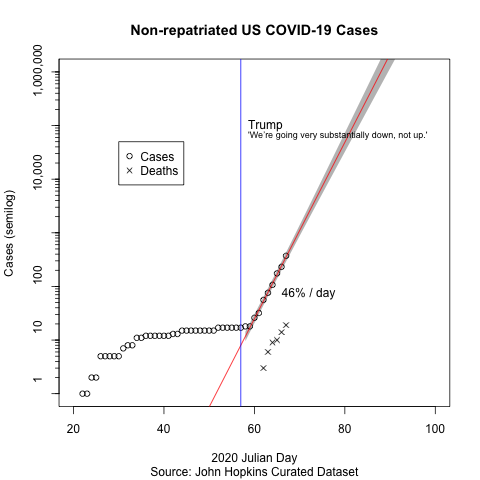 Non-repatriated US COVID-19 Cases
Cases (semilog)
1,000,000
10,000
100
10
1
Trump
'We're going very substantially down, not up.'
Cases
Deaths
46% / day
20
40
60
80
100
2020 Julian Day
Source: John Hopkins Curated Dataset